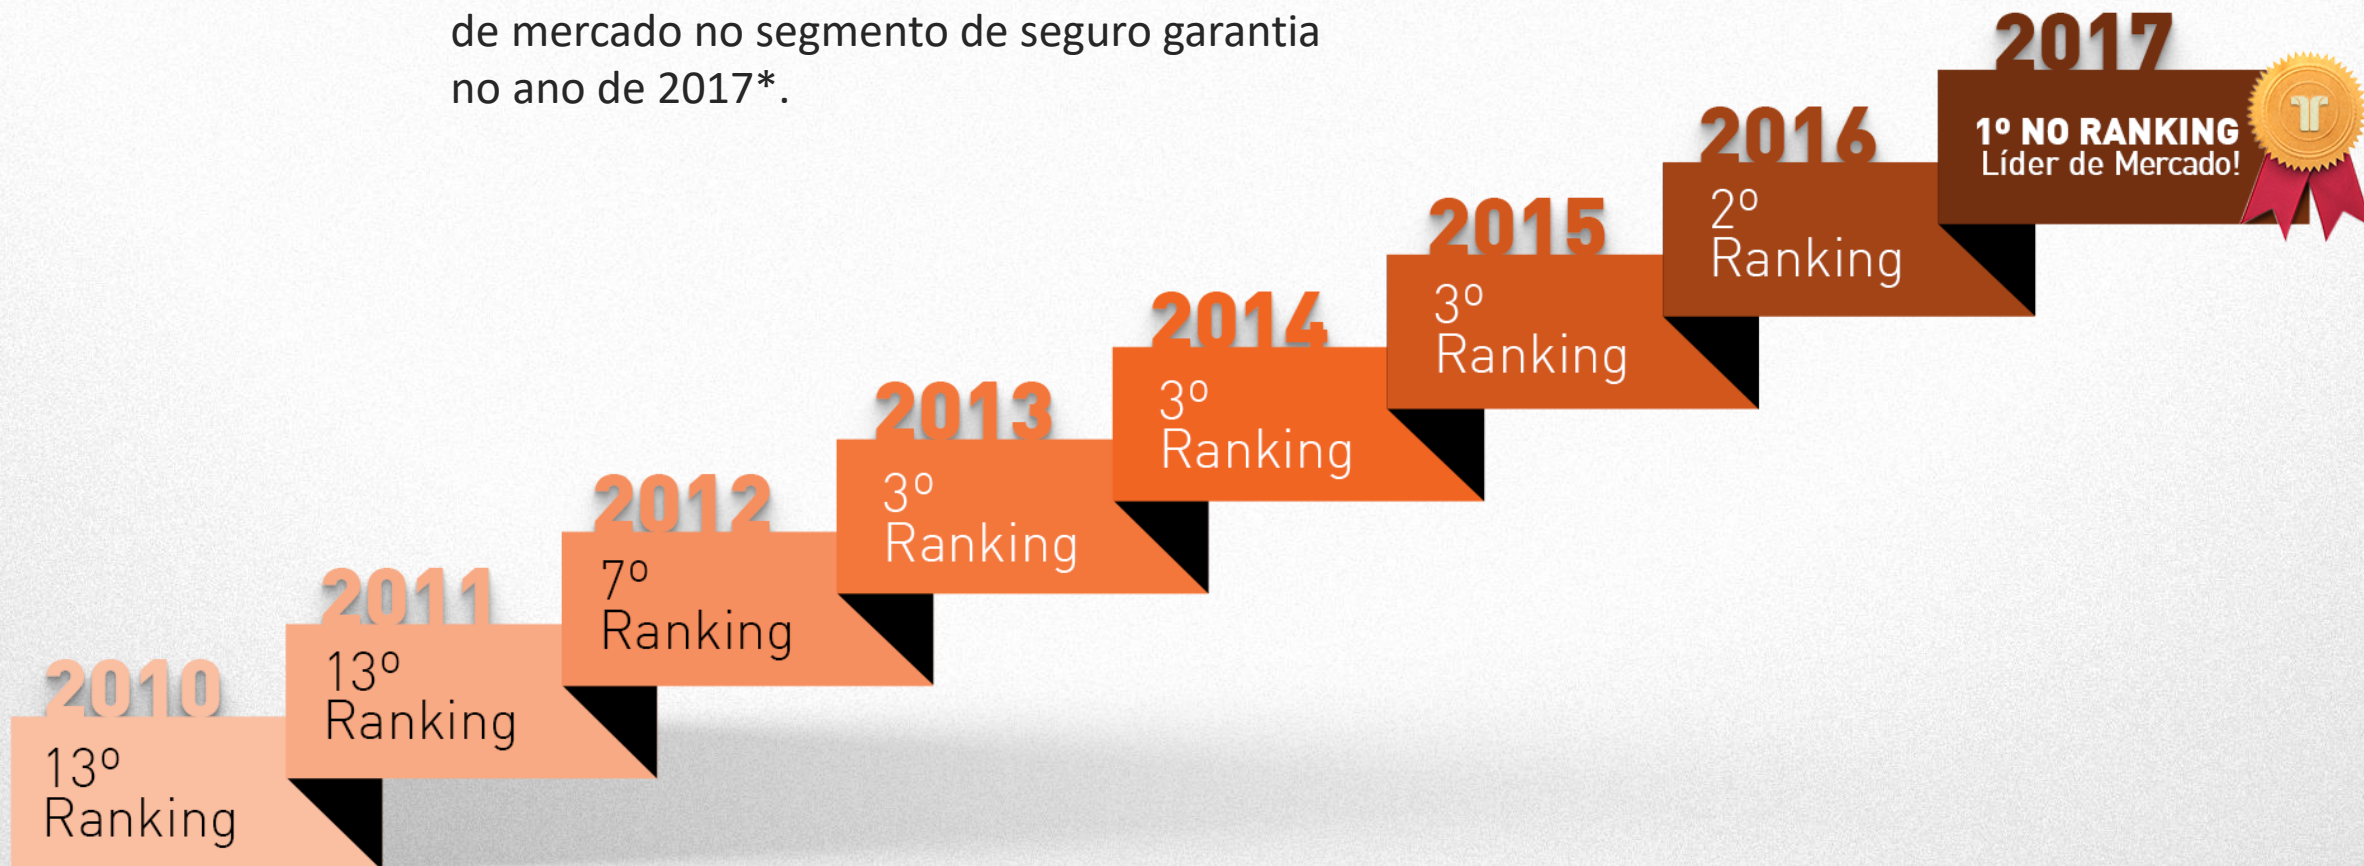 de mercado no segmento de seguro garantia
no ano de 2017*.
2010
13º
Ranking
2011
13º
Ranking
2012
7º
Ranking
2013
3º
Ranking
2014
3º
Ranking
2015
3º
Ranking
2016
2º
Ranking
2017
1º NO RANKING
Líder de Mercado!